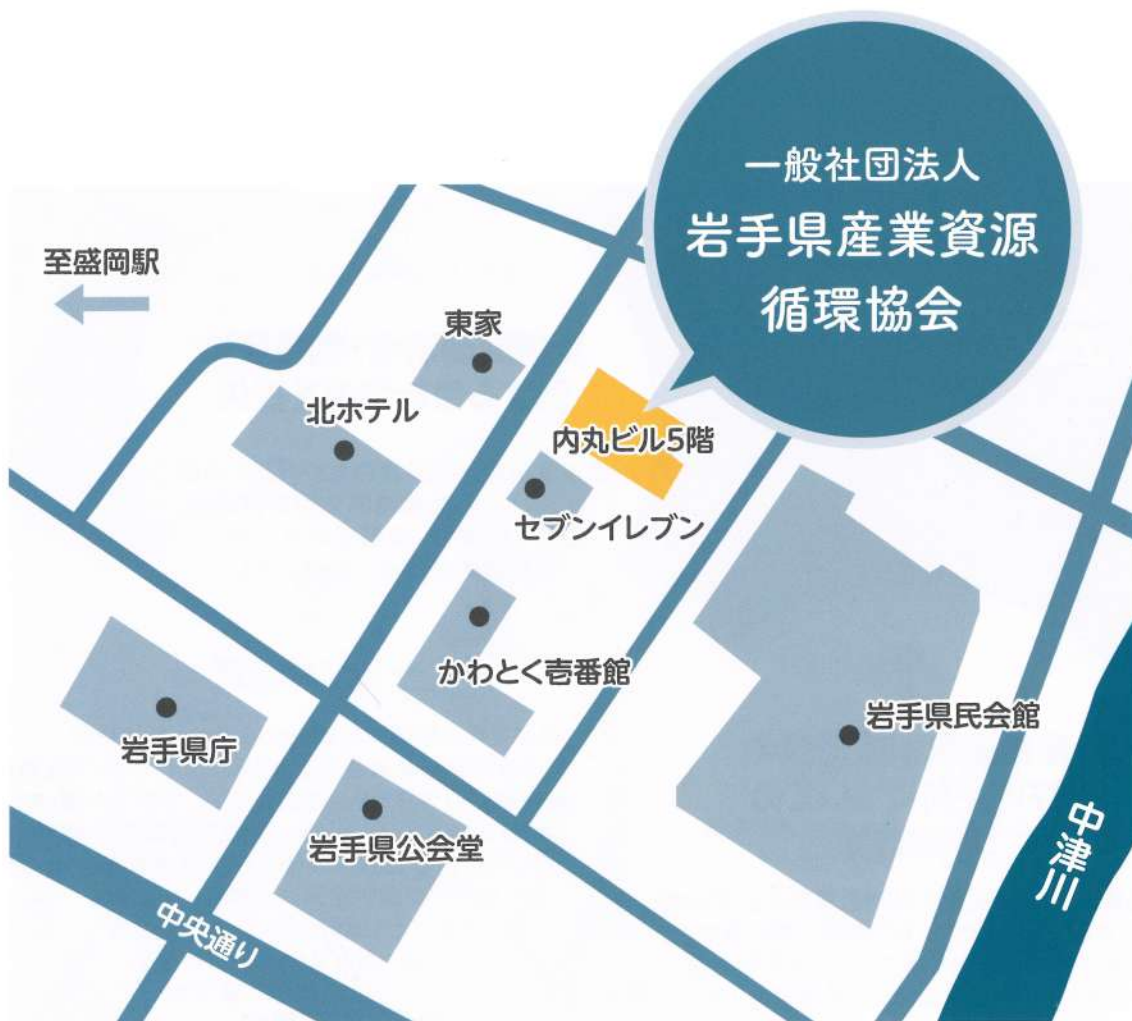 一般社団法人
岩手県産業資源
循環協会
至盛岡駅
東家
北ホテル
内丸ビル5階
セブンイレブン
かわとく壱番館
岩手県庁
岩手県民会館
岩手県公会堂
中央通り
中津川